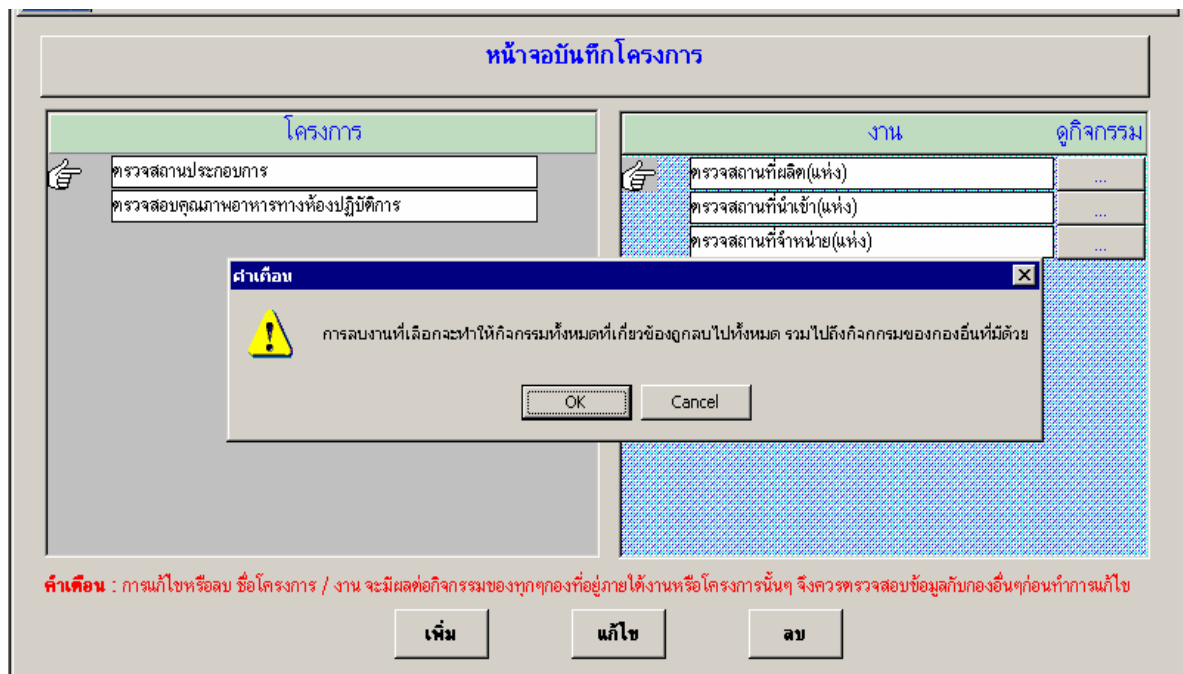 หน้าจอบันทึกโครงการ
โครงการ
งาน ดูกิจกรรม
ตรวจสถานประกอบการ
ตรวจสอบคุณภาพอาหารทางห้องปฏิบัติการ
ตรวจสถานที่ผลิต(แห่ง) ...
ตรวจสถานที่นำเข้า(แห่ง) ...
ตรวจสถานที่จำหน่าย(แห่ง) ...
คำเตือน
การลบงานที่เลือกจะทำให้กิจกรรมทั้งหมดที่เกี่ยวข้องถูกลบไปทั้งหมด รวมไปถึงกิจกกรมของกองอื่นที่มีด้วย
OK Cancel
คำเตือน : การแก้ไขหรือลบ ชื่อโครงการ / งาน จะมีผลต่อกิจกรรมของทุกๆกองที่อยู่ภายใต้งานหรือโครงการนั้นๆ จึงควรตรวจสอบข้อมูลกับกองอื่นๆก่อนทำการแก้ไข
เพิ่ม แก้ไข ลบ